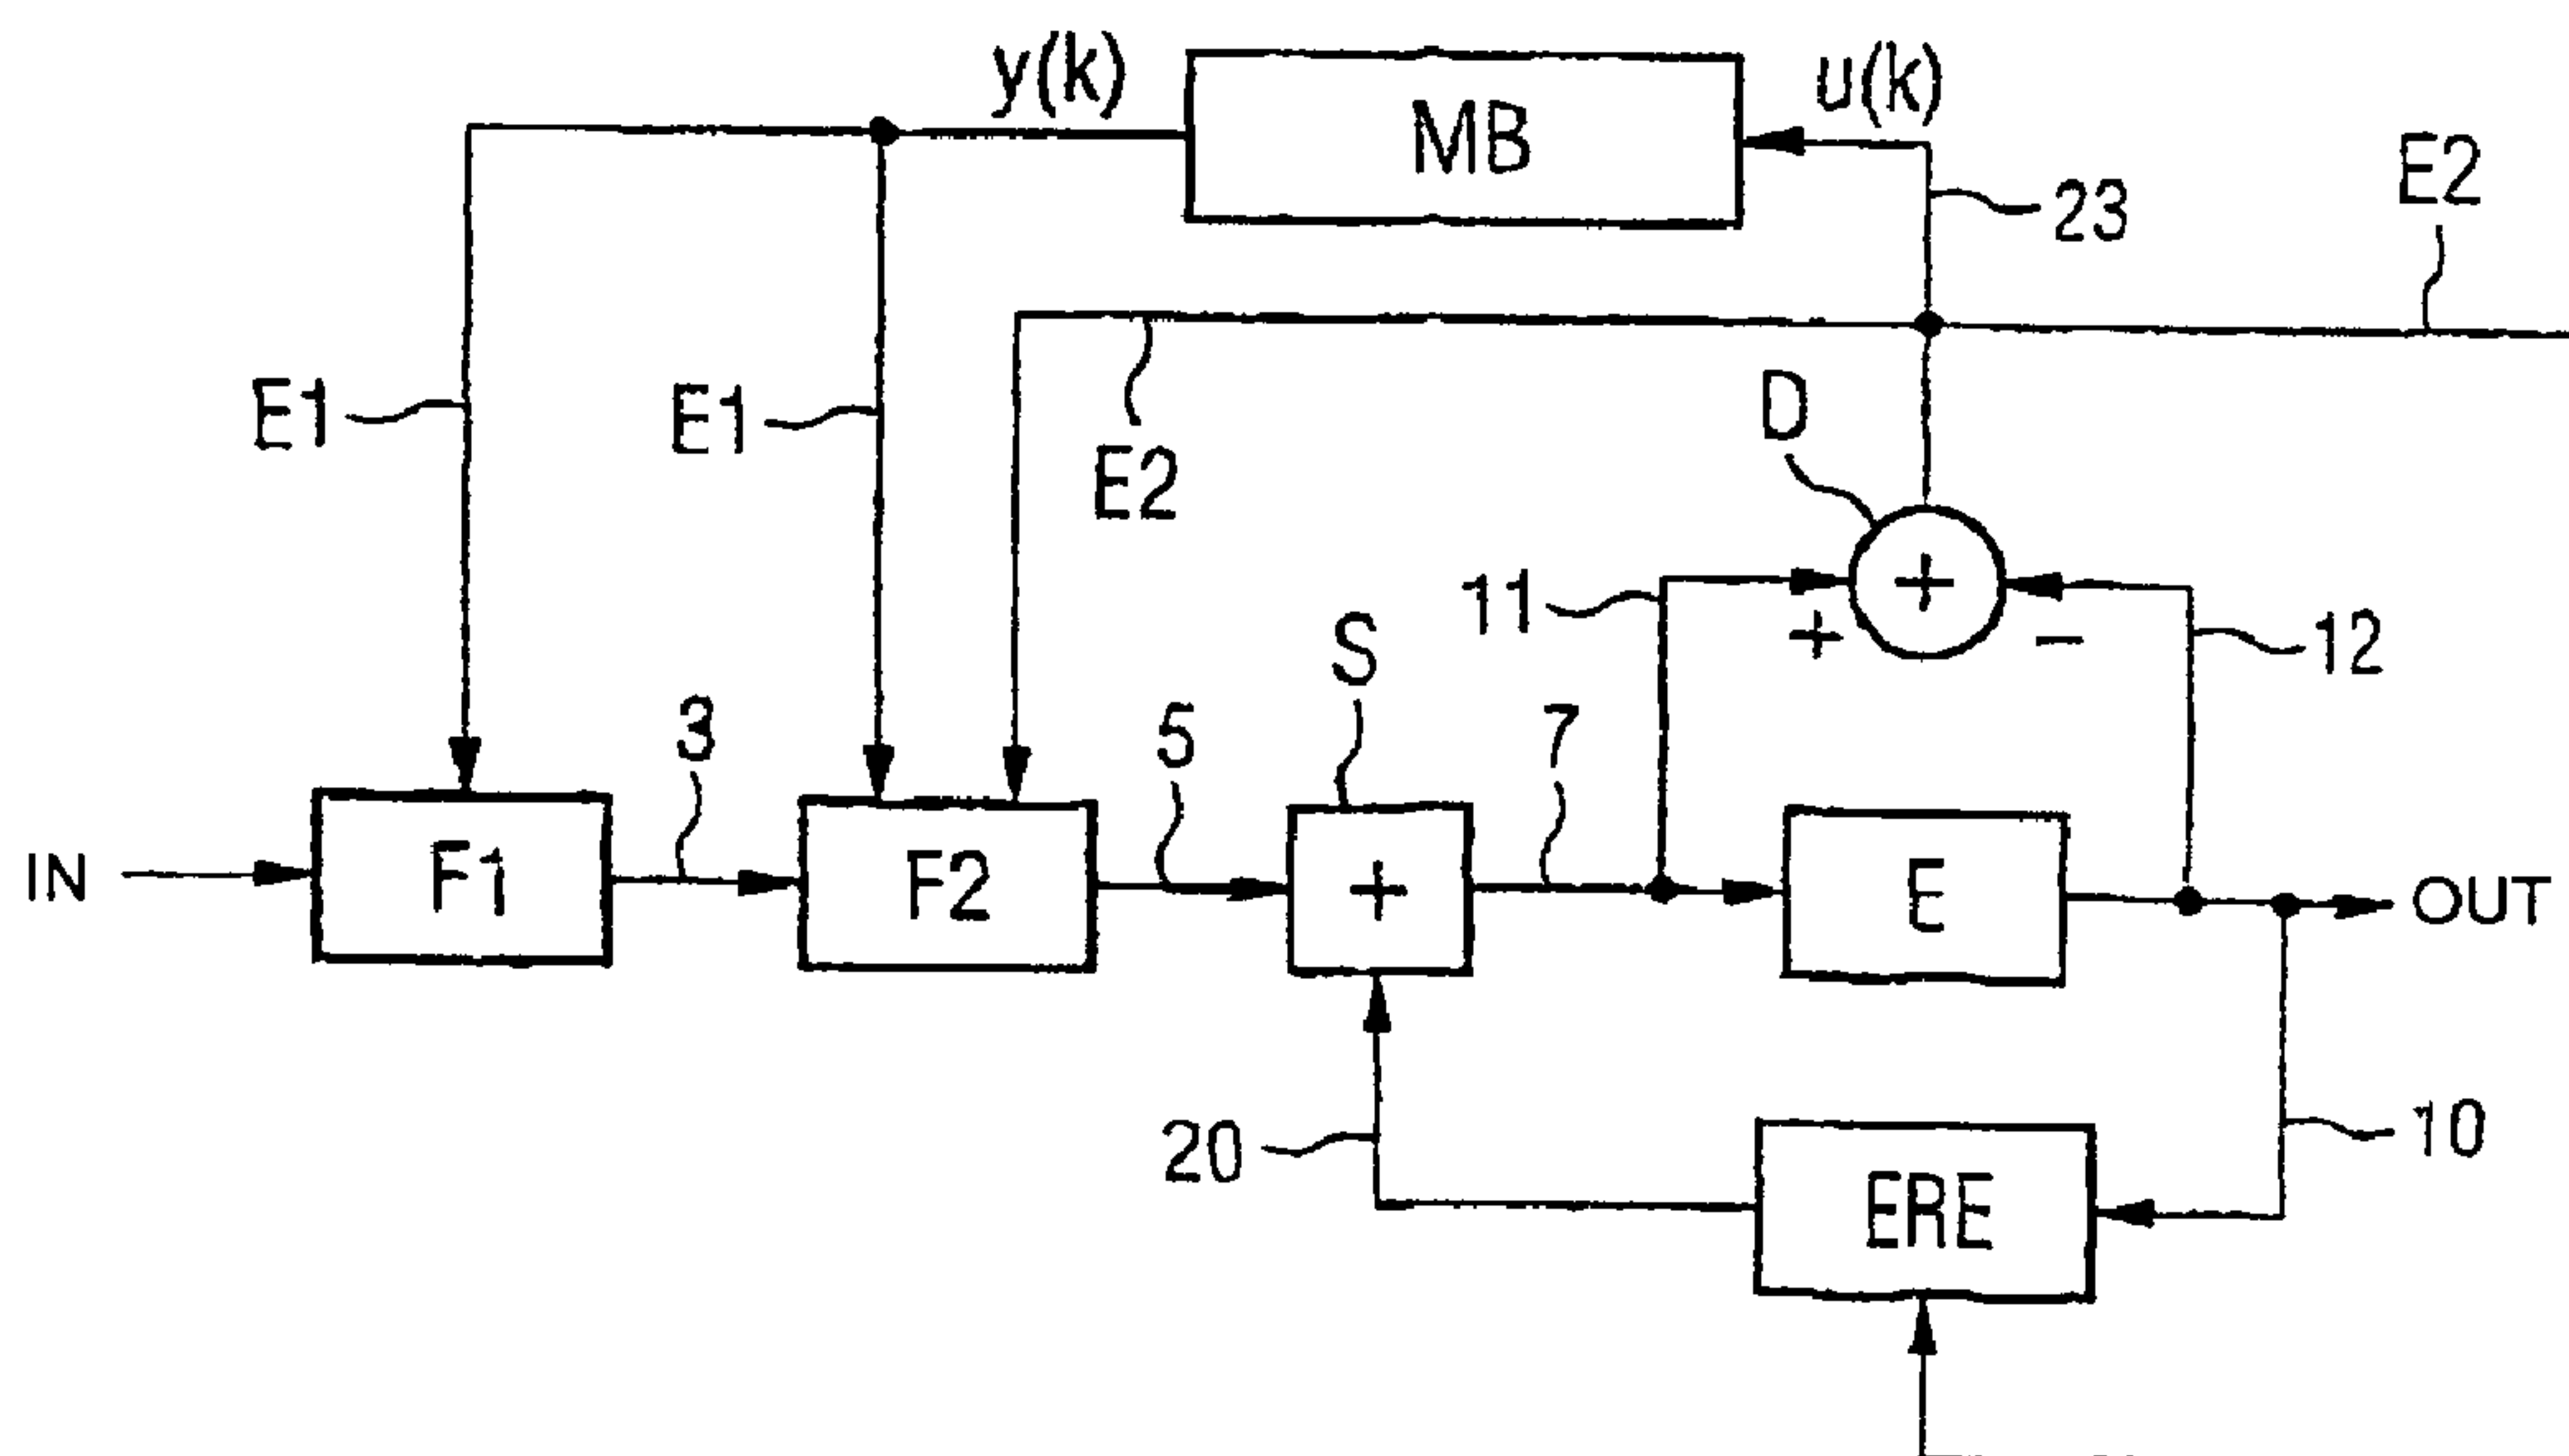 y(k)
MB
u(k)
E2
23
E1
E1
E2
D
11
+
−
12
S
3
5
7
IN
F1
F2
+
E
OUT
+
20
ERE
10